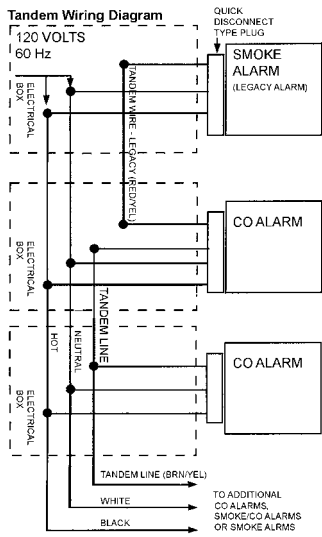 Tandem Wiring Diagram
QUICK
DISCONNECT
TYPE PLUG
120 VOLTS
60 Hz
SMOKE
ALARM
(LEGACY ALARM)
ELECTRICAL
BOX
TANDEM WIRE - LEGACY (RED/YEL)
CO ALARM
ELECTRICAL
BOX
TANDEM LINE
HOT
NEUTRAL
CO ALARM
ELECTRICAL
BOX
TANDEM LINE (BRN/YEL)
WHITE
BLACK
TO ADDITIONAL
CO ALARMS,
SMOKE/CO ALARMS
OR SMOKE ALRMS